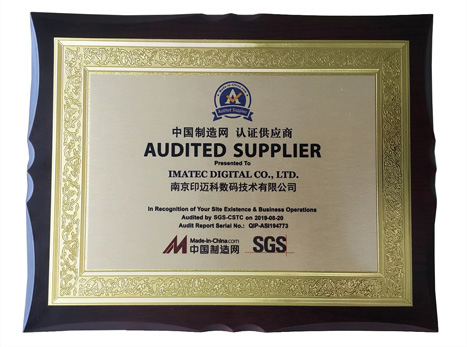 Audited Supplier
中国制造网 认证供应商
AUDITED SUPPLIER
Presented To
IMATEC DIGITAL CO., LTD.
南京印迈科数码技术有限公司
In Recognition of Your Site Existence & Business Operations
Audited by SGS-CSTC on 2019-08-20
Audit Report Serial No.: QIP-ASI194773
Made-in-China.com
中国制造网
SGS